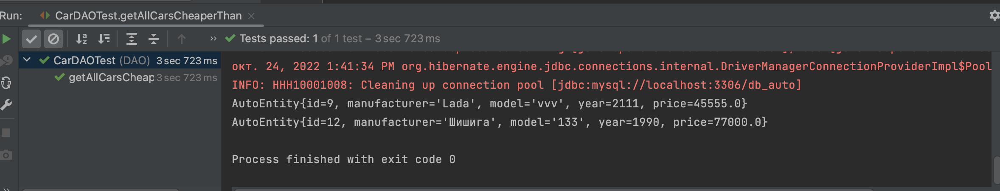 Run: CarDAOTest.getAllCarsCheaperThan
Tests passed: 1 of 1 test – 3 sec 723 ms
CarDAOTest (DAO) 3 sec 723 ms
getAllCarsCheap 3 sec 723 ms
окт. 24, 2022 1:41:34 PM org.hibernate.engine.jdbc.connections.internal.DriverManagerConnectionProviderImpl$Pool
INFO: HHH10001008: Cleaning up connection pool [jdbc:mysql://localhost:3306/db_auto]
AutoEntity{id=9, manufacturer='Lada', model='vvv', year=2111, price=45555.0}
AutoEntity{id=12, manufacturer='Шишига', model='133', year=1990, price=77000.0}
Process finished with exit code 0